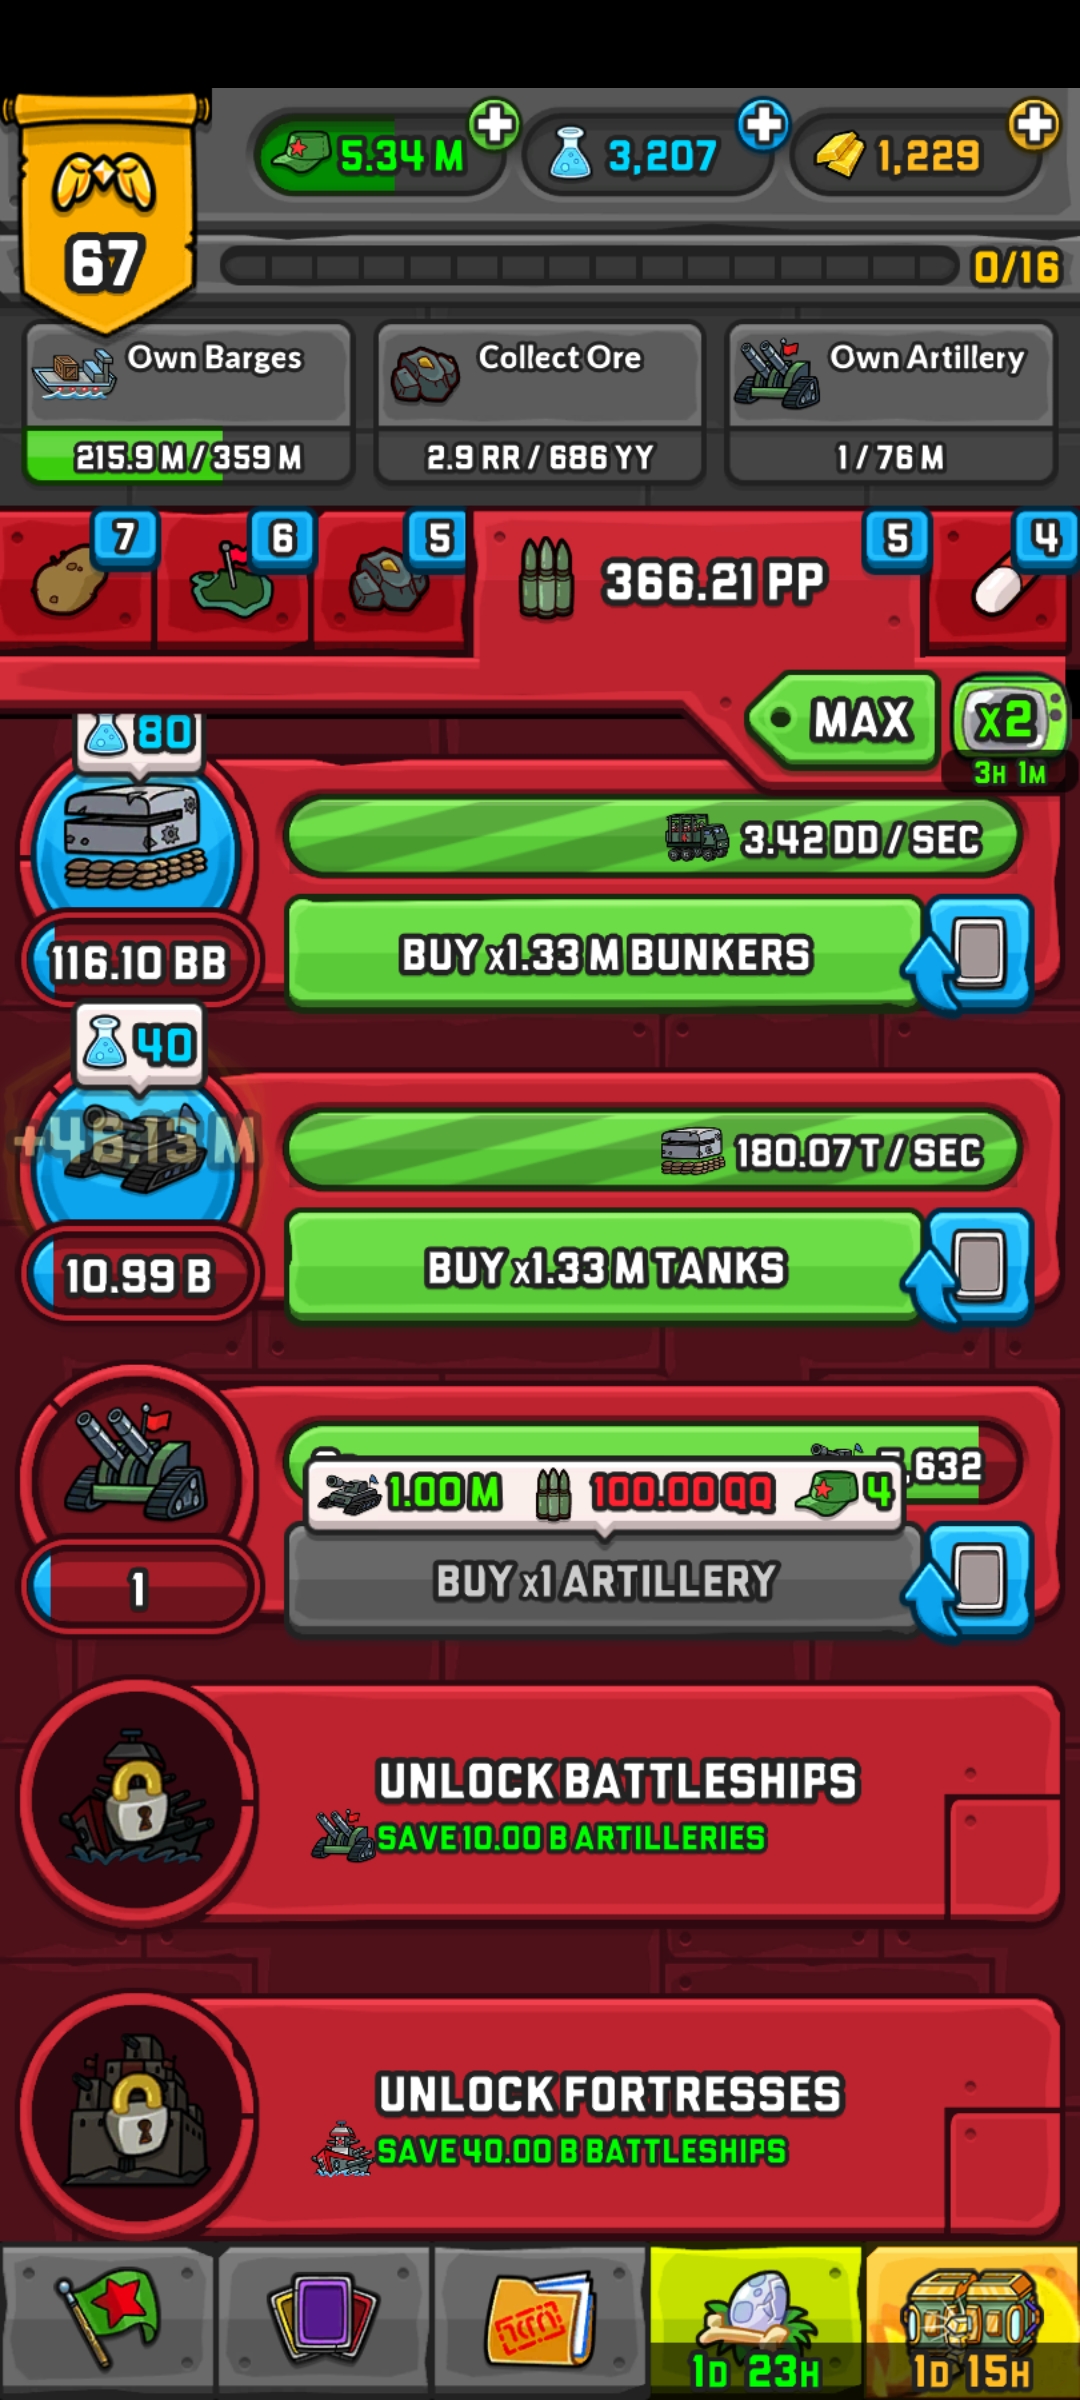 5.34 M
3,207
1,229
67
0/16
Own Barges
215.9 M / 359 M
Collect Ore
2.9 RR / 686 YY
Own Artillery
1 / 76 M
7
6
5
366.21 PP
5
4
MAX
x2
3H 1M
80
3.42 DD / SEC
116.10 BB
BUY x1.33 M BUNKERS
40
+48.13 M
180.07 T / SEC
10.99 B
BUY x1.33 M TANKS
,632
1.00 M
100.00 QQ
4
1
BUY x1 ARTILLERY
UNLOCK BATTLESHIPS
SAVE 10.00 B ARTILLERIES
UNLOCK FORTRESSES
SAVE 40.00 B BATTLESHIPS
1D 23H
1D 15H